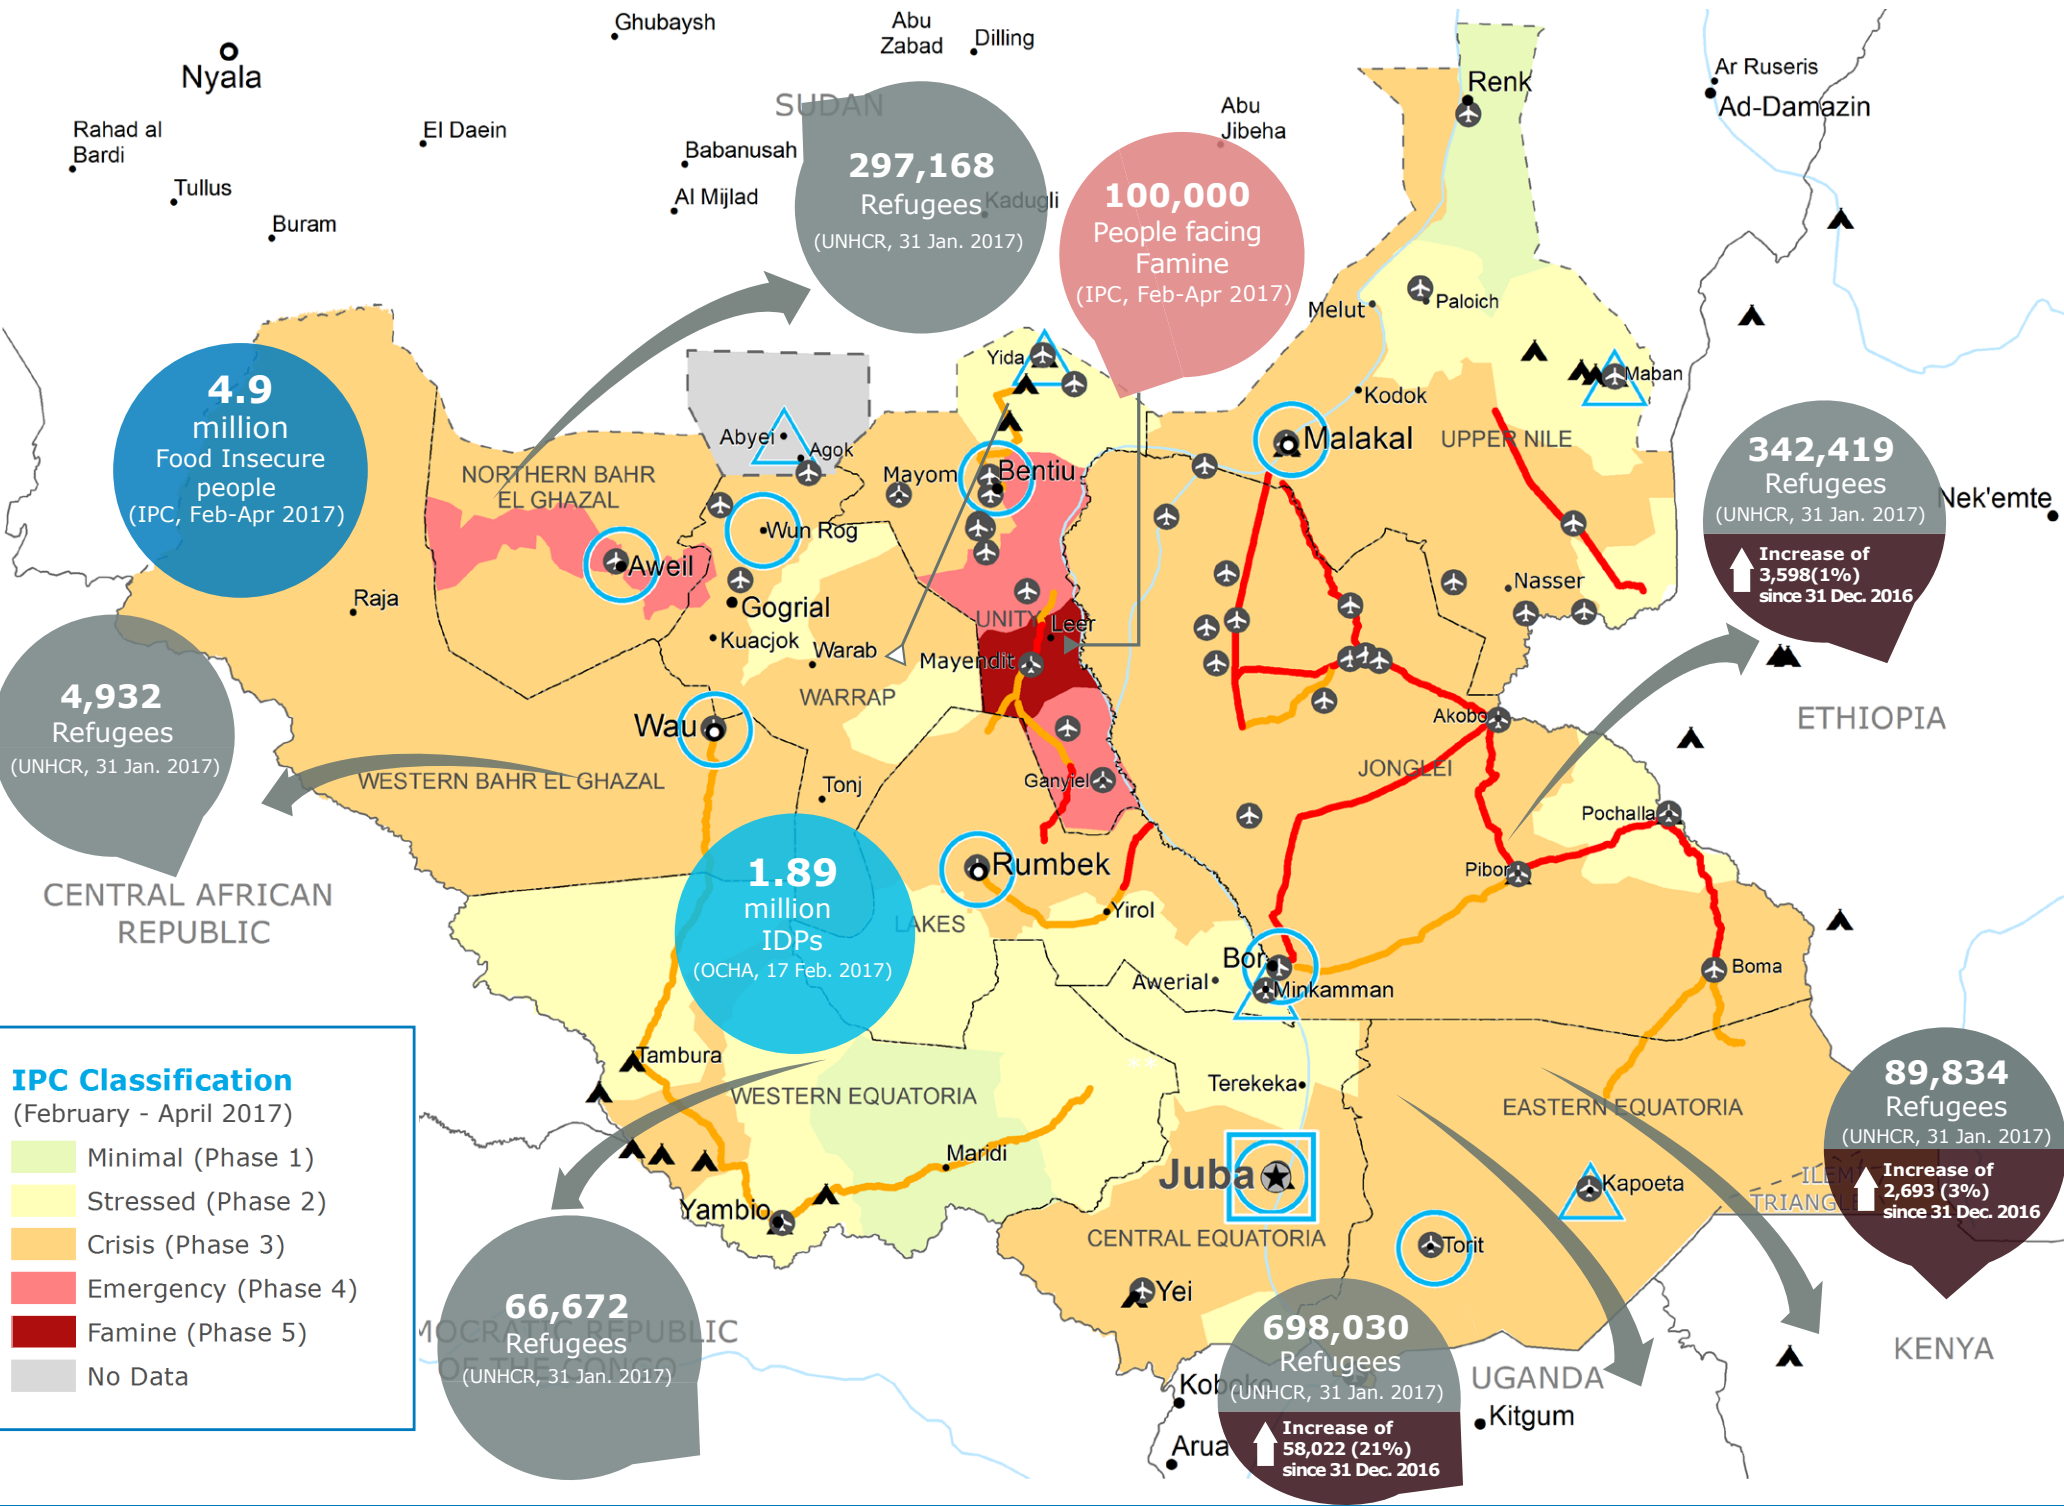 Ghubaysh
Abu
Zabad
Dilling
Nyala
SUDAN
Renk
Ar Ruseris
Ad-Damazin
Rahad al
Bardi
El Daein
Babanusah
Abu
Jibeha
Tullus
Al Mijlad
Kadugli
Buram
297,168
Refugees
(UNHCR, 31 Jan. 2017)
100,000
People facing
Famine
(IPC, Feb-Apr 2017)
Melut
Paloich
Yida
Maban
Kodok
4.9
million
Food Insecure
people
(IPC, Feb-Apr 2017)
Abyei
Agok
Malakal
UPPER NILE
NORTHERN BAHR
EL GHAZAL
Mayom
Bentiu
342,419
Refugees
(UNHCR, 31 Jan. 2017)
Increase of
3,598(1%)
since 31 Dec. 2016
Nek'emte
Wun Rog
Aweil
Raja
Gogrial
Nasser
Kuacjok
Warab
UNITY
Leer
Mayendit
4,932
Refugees
(UNHCR, 31 Jan. 2017)
WARRAP
Wau
Akobo
ETHIOPIA
WESTERN BAHR EL GHAZAL
Tonj
Ganyiel
JONGLEI
Pochalla
Rumbek
Pibor
1.89
million
IDPs
(OCHA, 17 Feb. 2017)
CENTRAL AFRICAN
REPUBLIC
LAKES
Yirol
Bor
Awerial
Minkamman
Boma
IPC Classification
(February - April 2017)
Minimal (Phase 1)
Stressed (Phase 2)
Crisis (Phase 3)
Emergency (Phase 4)
Famine (Phase 5)
No Data
Tambura
**
Terekeka
WESTERN EQUATORIA
EASTERN EQUATORIA
89,834
Refugees
(UNHCR, 31 Jan. 2017)
Increase of
2,693 (3%)
since 31 Dec. 2016
ILEMI
TRIANGLE
Maridi
Juba
Kapoeta
Yambio
CENTRAL EQUATORIA
Torit
Yei
66,672
Refugees
(UNHCR, 31 Jan. 2017)
MOCRATIC REPUBLIC
OF THE CONGO
698,030
Refugees
(UNHCR, 31 Jan. 2017)
Increase of
58,022 (21%)
since 31 Dec. 2016
KENYA
UGANDA
Koboko
Kitgum
Arua